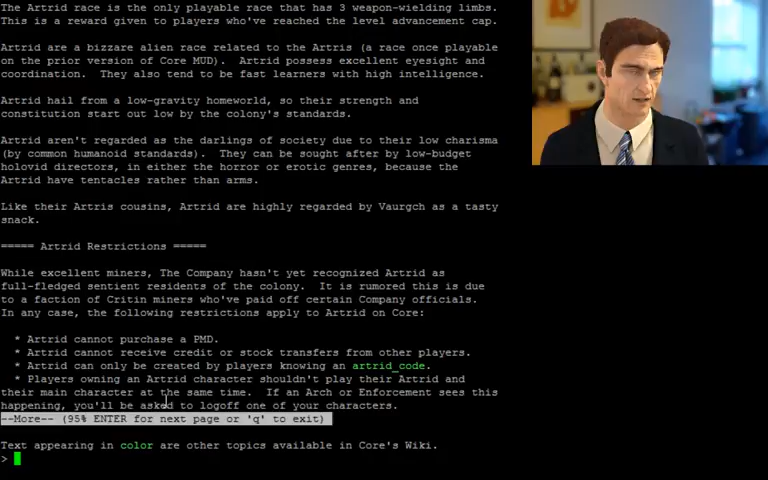 The Artrid race is the only playable race that has 3 weapon-wielding limbs.
This is a reward given to players who've reached the level advancement cap.
Artrid are a bizzare alien race related to the Artris (a race once playable
on the prior version of Core MUD).  Artrid possess excellent eyesight and
coordination.  They also tend to be fast learners with high intelligence.
Artrid hail from a low-gravity homeworld, so their strength and
constitution start out low by the colony's standards.
Artrid aren't regarded as the darlings of society due to their low charisma
(by common humanoid standards).  They can be sought after by low-budget
holovid directors, in either the horror or erotic genres, because the
Artrid have tentacles rather than arms.
Like their Artris cousins, Artrid are highly regarded by Vaurgch as a tasty
snack.
===== Artrid Restrictions =====
While excellent miners, The Company hasn't yet recognized Artrid as
full-fledged sentient residents of the colony.  It is rumored this is due
to a faction of Critin miners who've paid off certain Company officials.
In any case, the following restrictions apply to Artrid on Core:
* Artrid cannot purchase a PMD.
* Artrid cannot receive credit or stock transfers from other players.
* Artrid can only be created by players knowing an artrid_code.
* Players owning an Artrid character shouldn't play their Artrid and
their main character at the same time.  If an Arch or Enforcement sees this
happening, you'll be asked to logoff one of your characters.
--More-- (95% ENTER for next page or 'q' to exit)
Text appearing in color are other topics available in Core's Wiki.
>